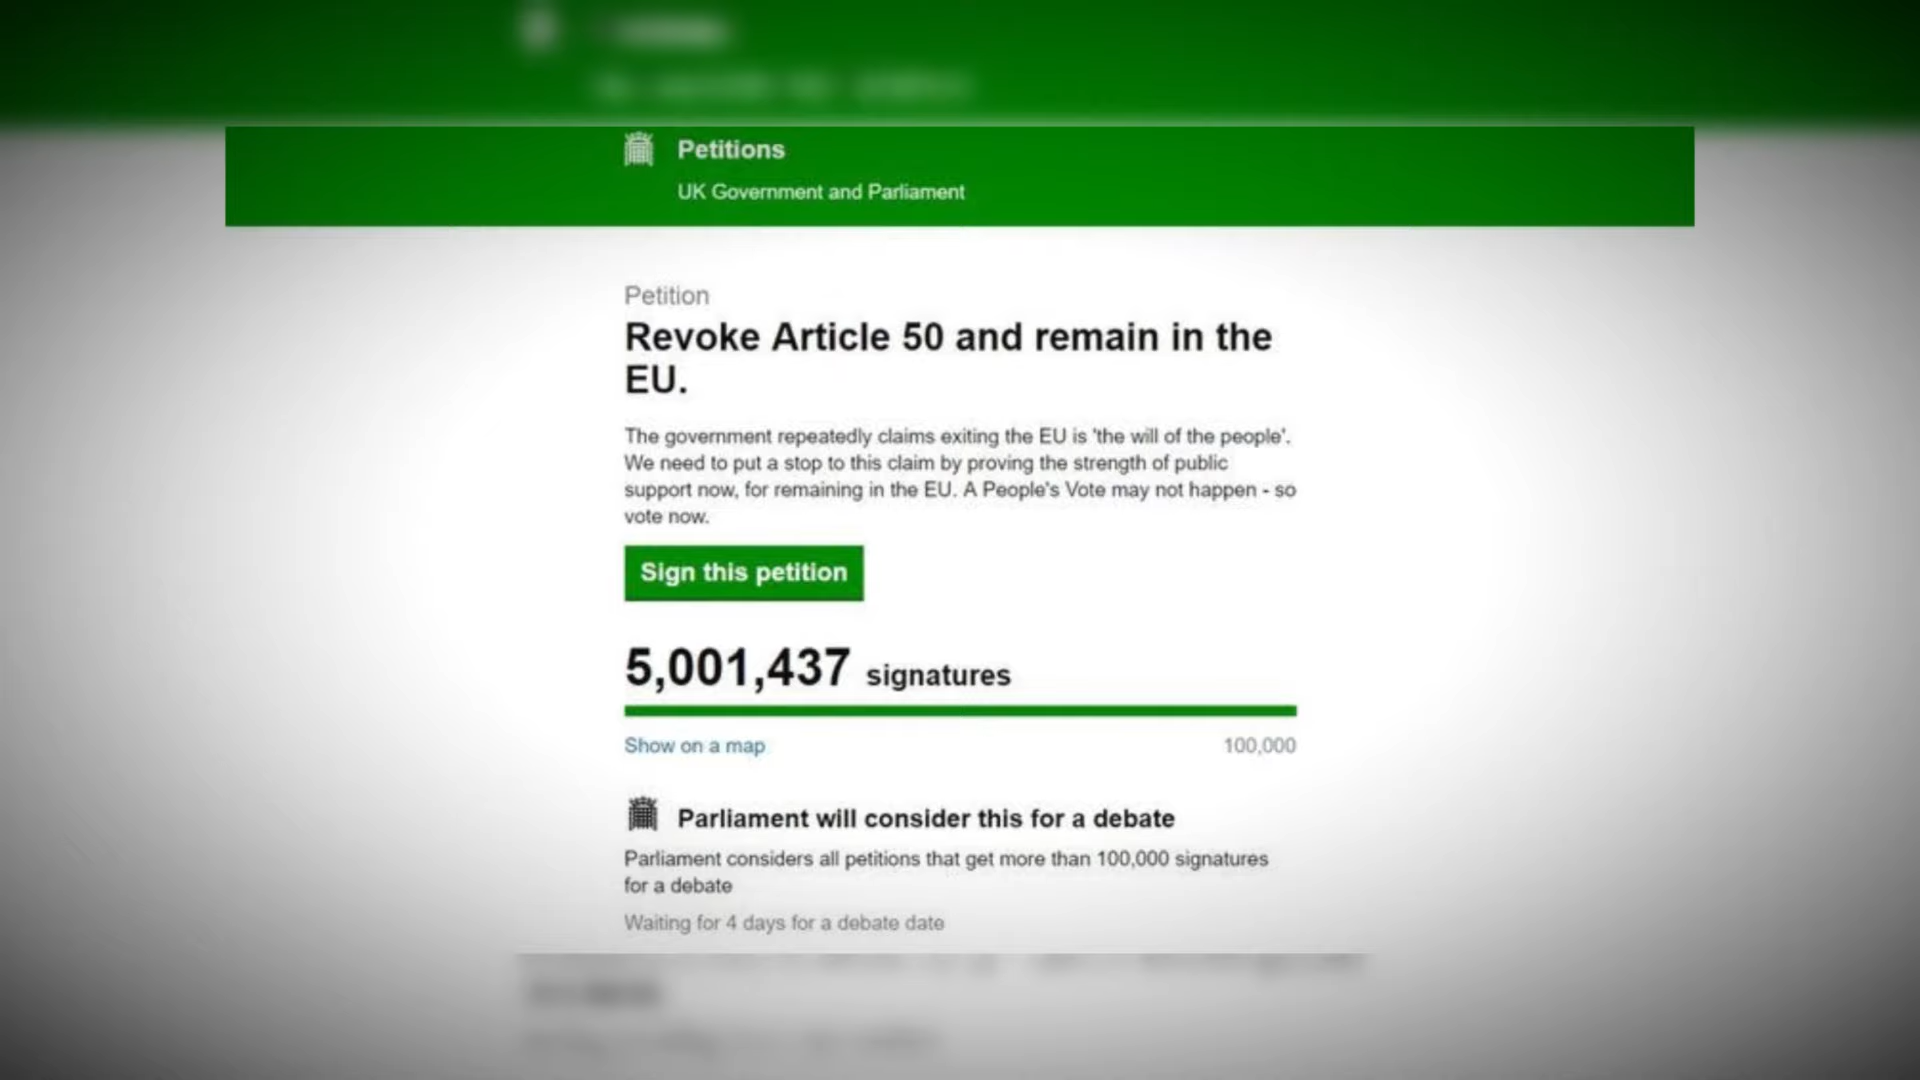 Petitions
UK Government and Parliament
Petition
Revoke Article 50 and remain in the
EU.
The government repeatedly claims exiting the EU is 'the will of the people'.
We need to put a stop to this claim by proving the strength of public
support now, for remaining in the EU. A People's Vote may not happen - so
vote now.
Sign this petition
5,001,437 signatures
Show on a map 100,000
Parliament will consider this for a debate
Parliament considers all petitions that get more than 100,000 signatures
for a debate
Waiting for 4 days for a debate date